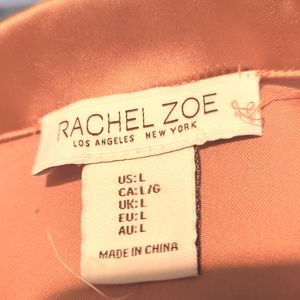 RACHEL ZOE
LOS ANGELES NEW YORK
US: L
CA: L/G
UK: L
EU: L
AU: L
MADE IN CHINA